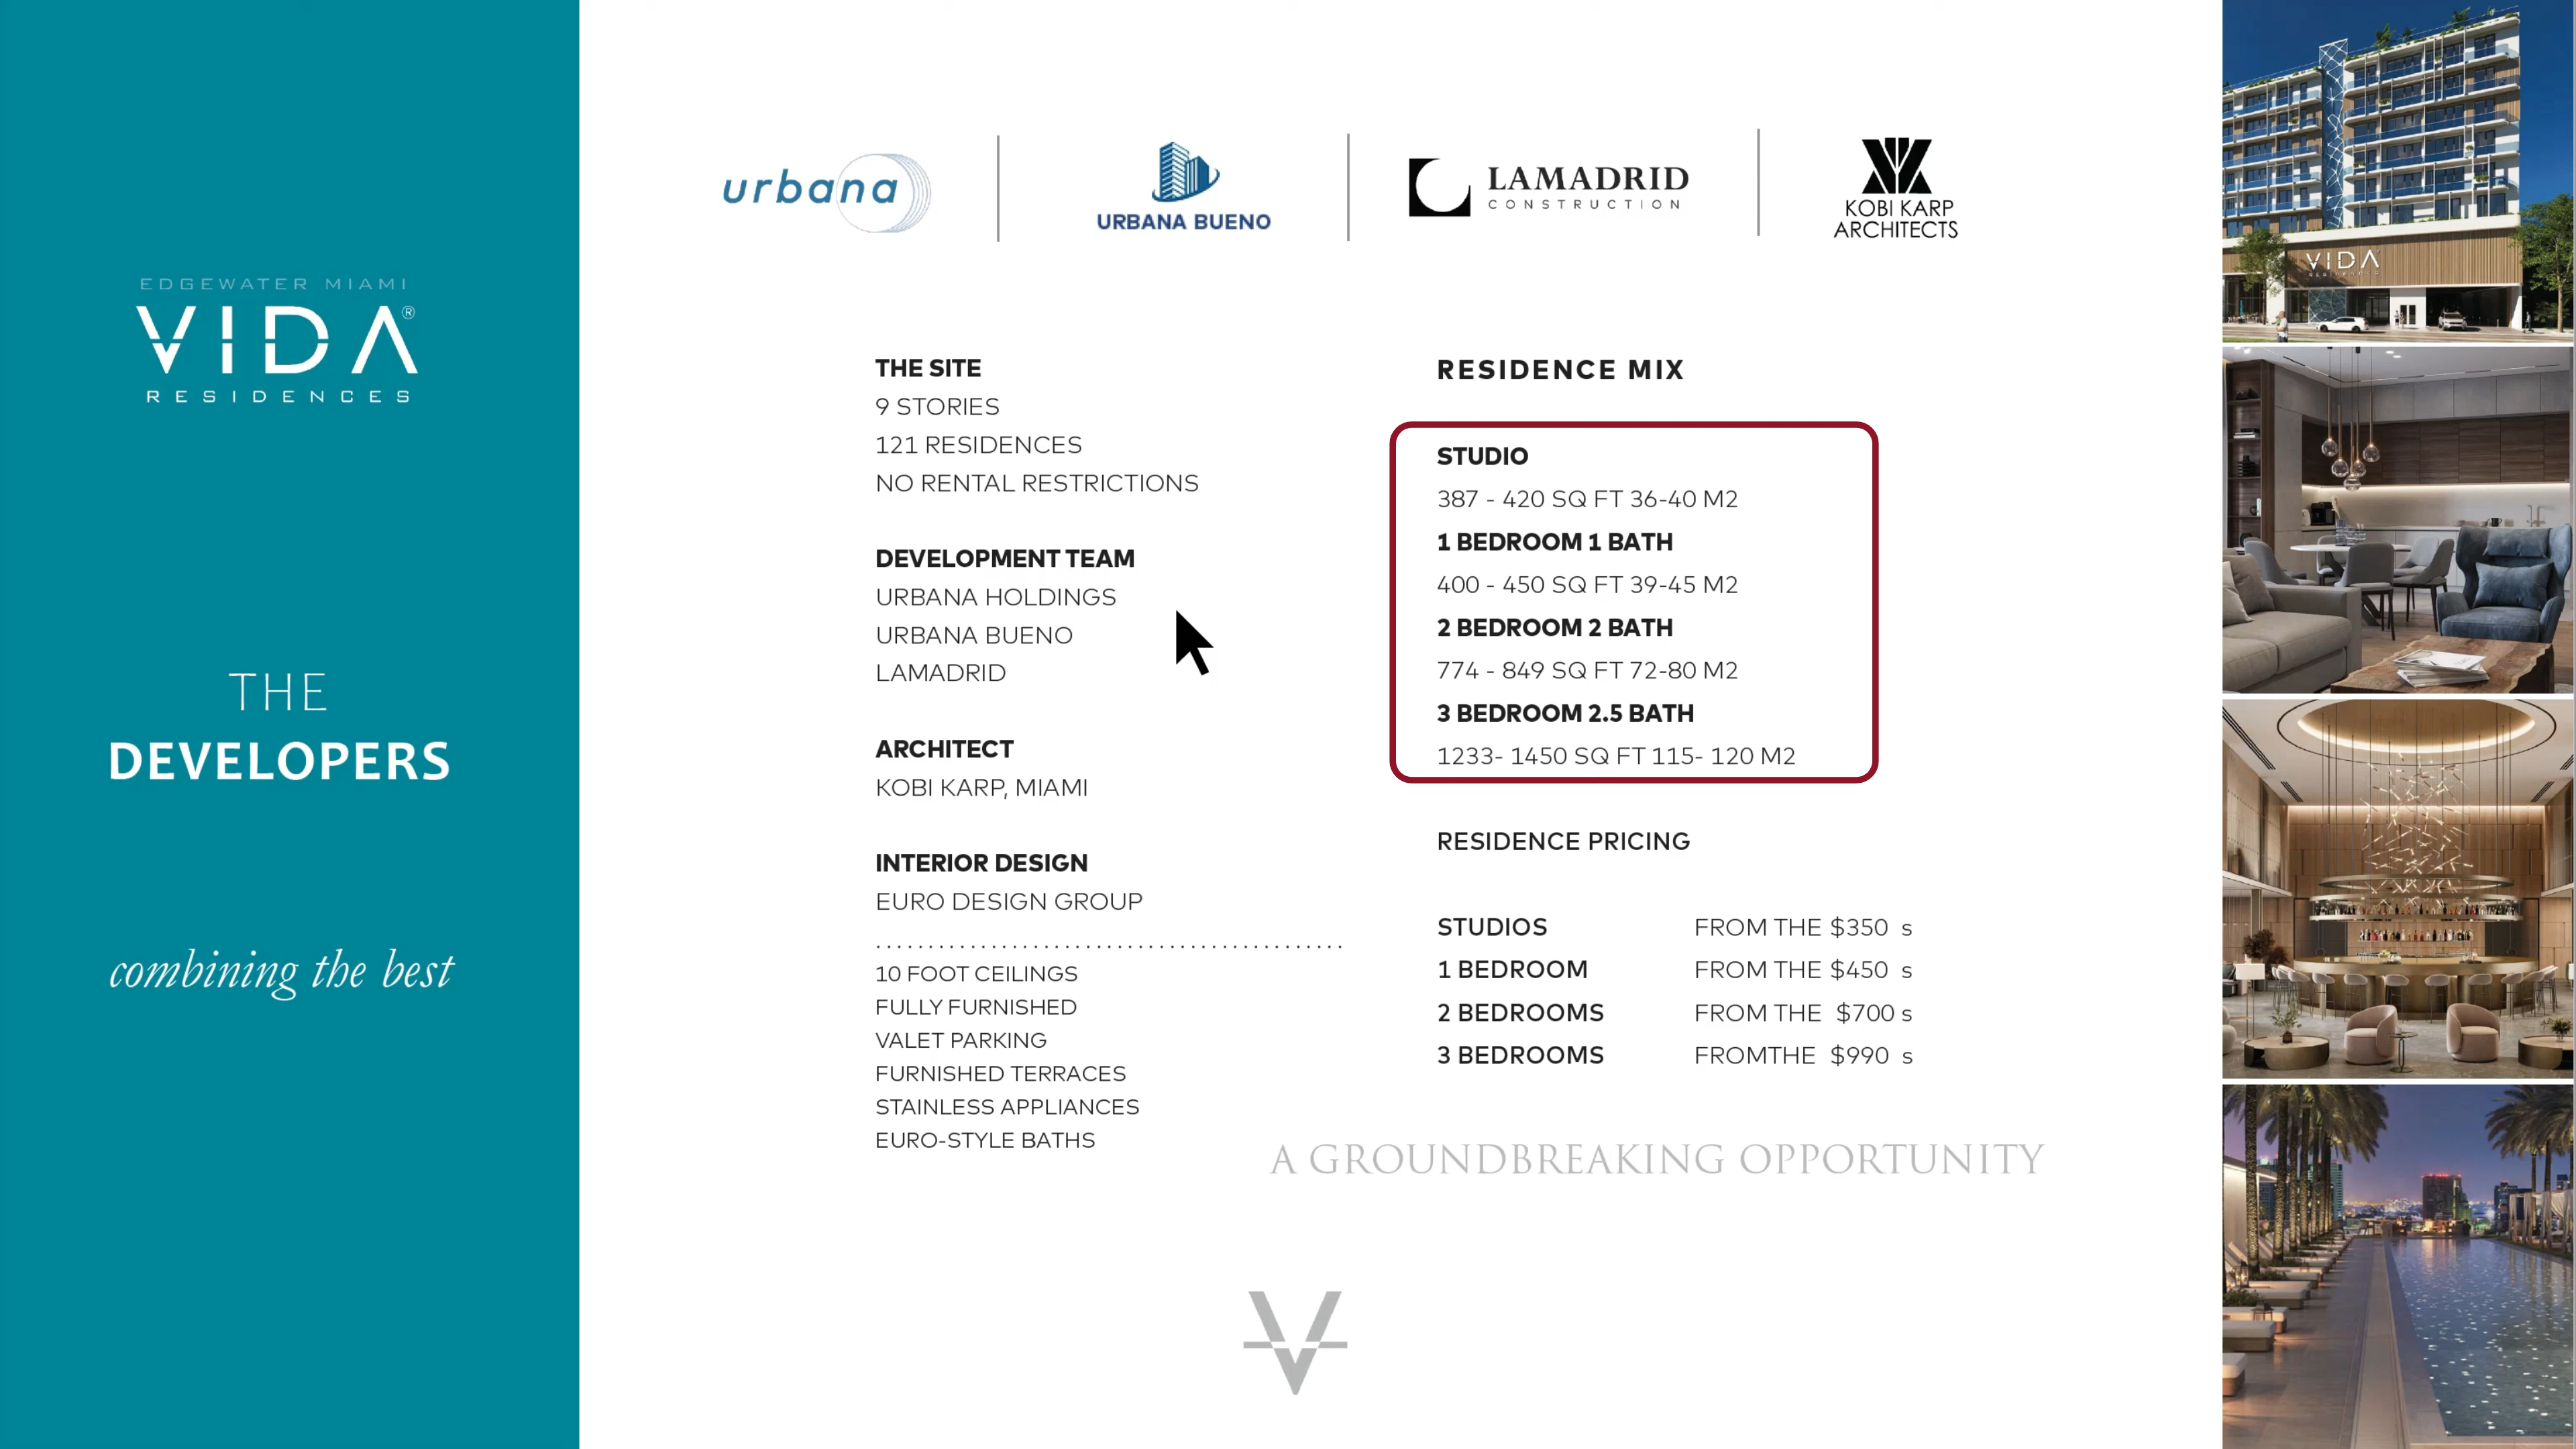 EDGEWATER MIAMI
VIDA®
RESIDENCES
THE
DEVELOPERS
combining the best
urbana
URBANA BUENO
LAMADRID
CONSTRUCTION
KOBI KARP
ARCHITECTS
THE SITE
9 STORIES
121 RESIDENCES
NO RENTAL RESTRICTIONS
DEVELOPMENT TEAM
URBANA HOLDINGS
URBANA BUENO
LAMADRID
ARCHITECT
KOBI KARP, MIAMI
INTERIOR DESIGN
EURO DESIGN GROUP
10 FOOT CEILINGS
FULLY FURNISHED
VALET PARKING
FURNISHED TERRACES
STAINLESS APPLIANCES
EURO-STYLE BATHS
RESIDENCE MIX
STUDIO
387 - 420 SQ FT 36-40 M2
1 BEDROOM 1 BATH
400 - 450 SQ FT 39-45 M2
2 BEDROOM 2 BATH
774 - 849 SQ FT 72-80 M2
3 BEDROOM 2.5 BATH
1233- 1450 SQ FT 115- 120 M2
RESIDENCE PRICING
STUDIOS FROM THE $350 s
1 BEDROOM FROM THE $450 s
2 BEDROOMS FROM THE $700 s
3 BEDROOMS FROMTHE $990 s
A GROUNDBREAKING OPPORTUNITY
VIDA